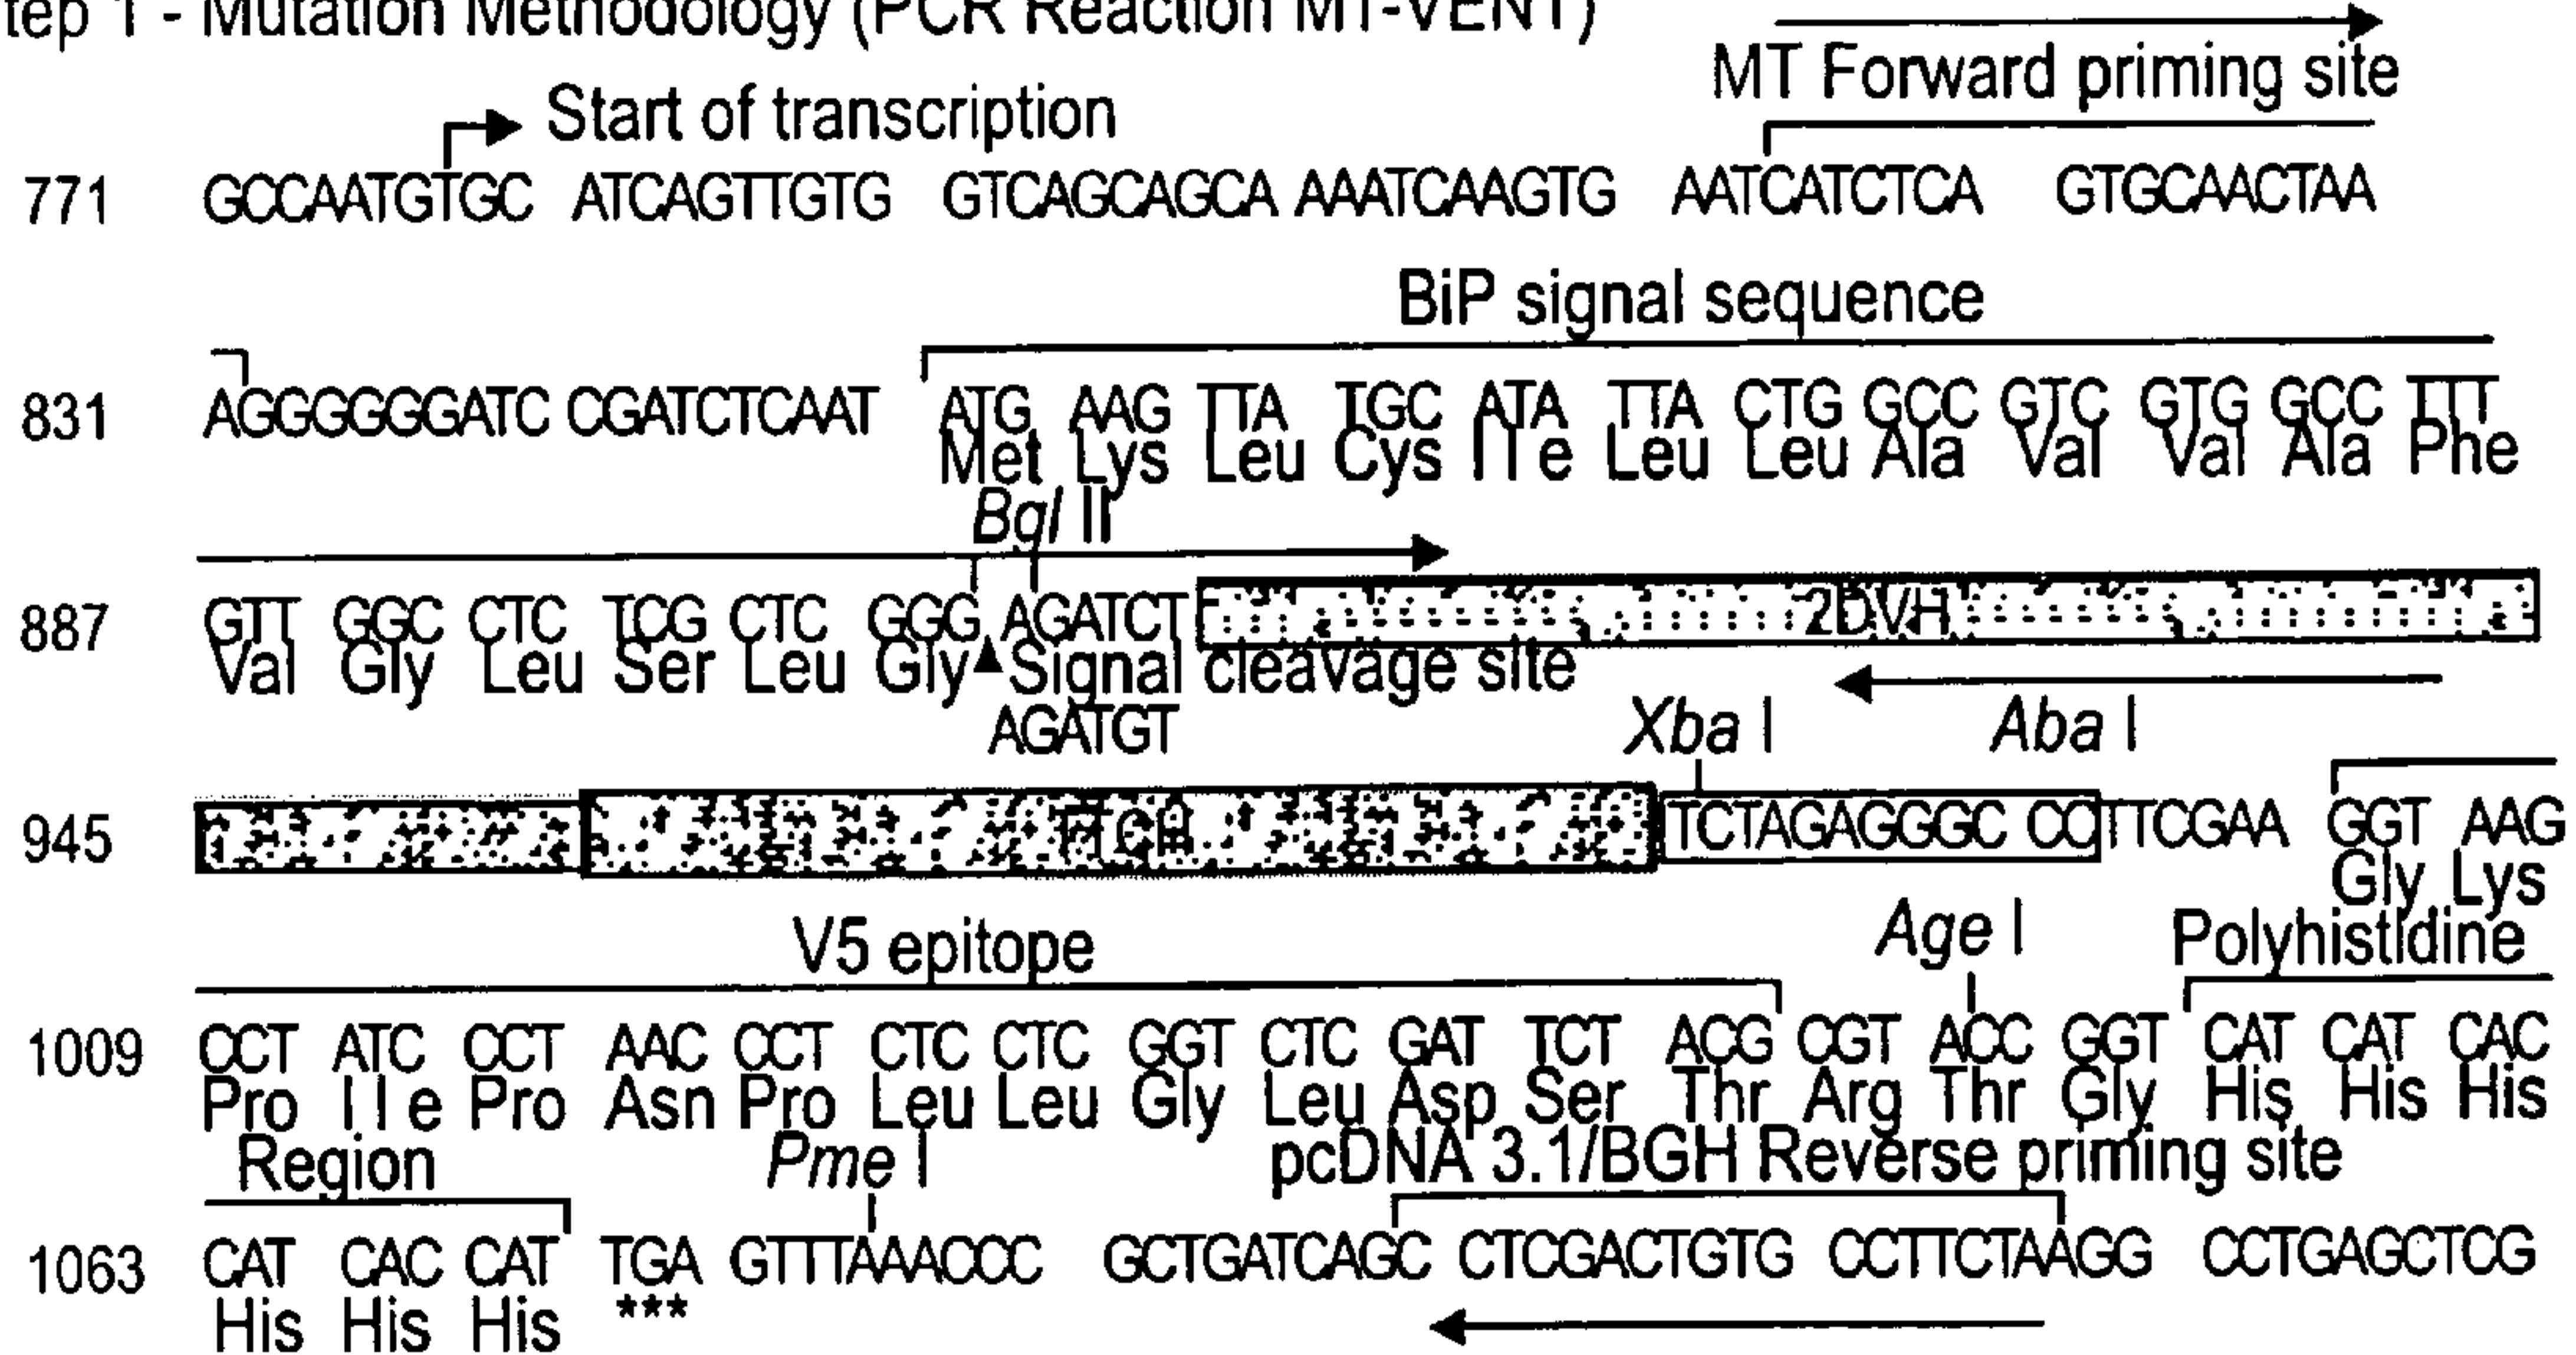 tep 1 - Mutation Methodology (PCR Reaction MT-VENT)
MT Forward priming site
Start of transcription
771 GCCAATGTGC ATCAGTTGTG GTCAGCAGCA AAATCAAGTG AATCATCTCA GTGCAACTAA
BiP signal sequence
831 AGGGGGGATC CGATCTCAAT ATG AAG TTA TGC ATA TTA CTG GCC GTC GTG GCC TTT
Met Lys Leu Cys Ile Leu Leu Ala Val Val Ala Phe
Bgl II
887 GTT GGC CTC TCG CTC GGG AGATCT 2DVH
Val Gly Leu Ser Leu Gly Signal cleavage site
AGATGT Xba I Aba I
945 TCTAGAGGGC CCTTCGAA GGT AAG
Gly Lys
V5 epitope Age I Polyhistidine
1009 CCT ATC CCT AAC CCT CTC CTC GGT CTC GAT TCT ACG CGT ACC GGT CAT CAT CAC
Pro Ile Pro Asn Pro Leu Leu Gly Leu Asp Ser Thr Arg Thr Gly His His His
Region Pme I pcDNA 3.1/BGH Reverse priming site
1063 CAT CAC CAT TGA GTTTAAACCC GCTGATCAGC CTCGACTGTG CCTTCTAAGG CCTGAGCTCG
His His His ***